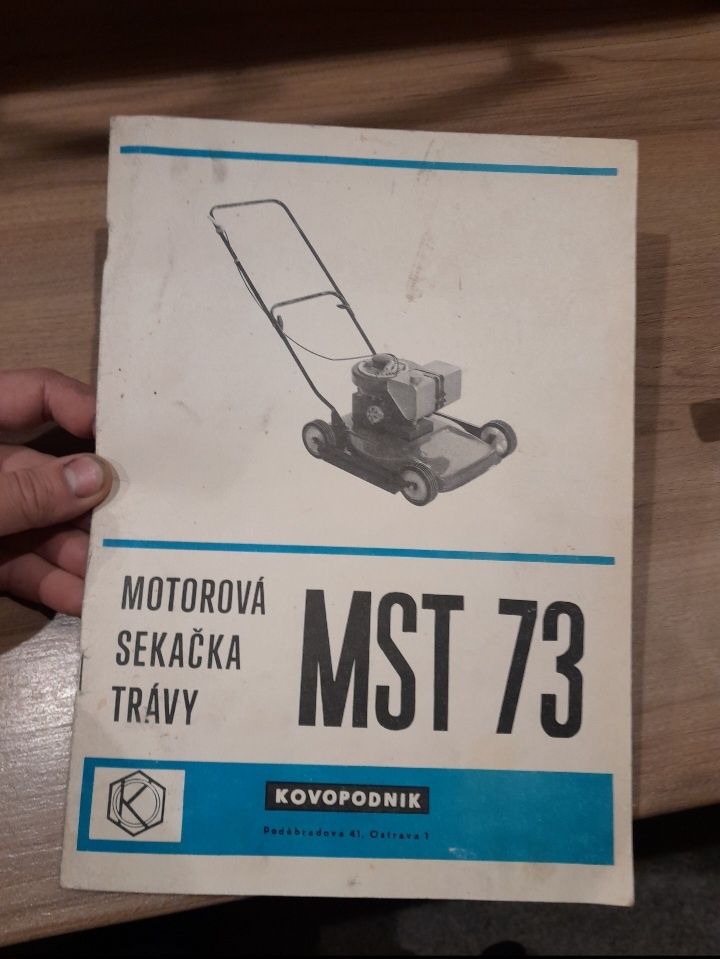 MOTOROVÁ
SEKAČKA
TRÁVY
MST 73
K
KOVOPODNIK
Poděbradova 41, Ostrava 1